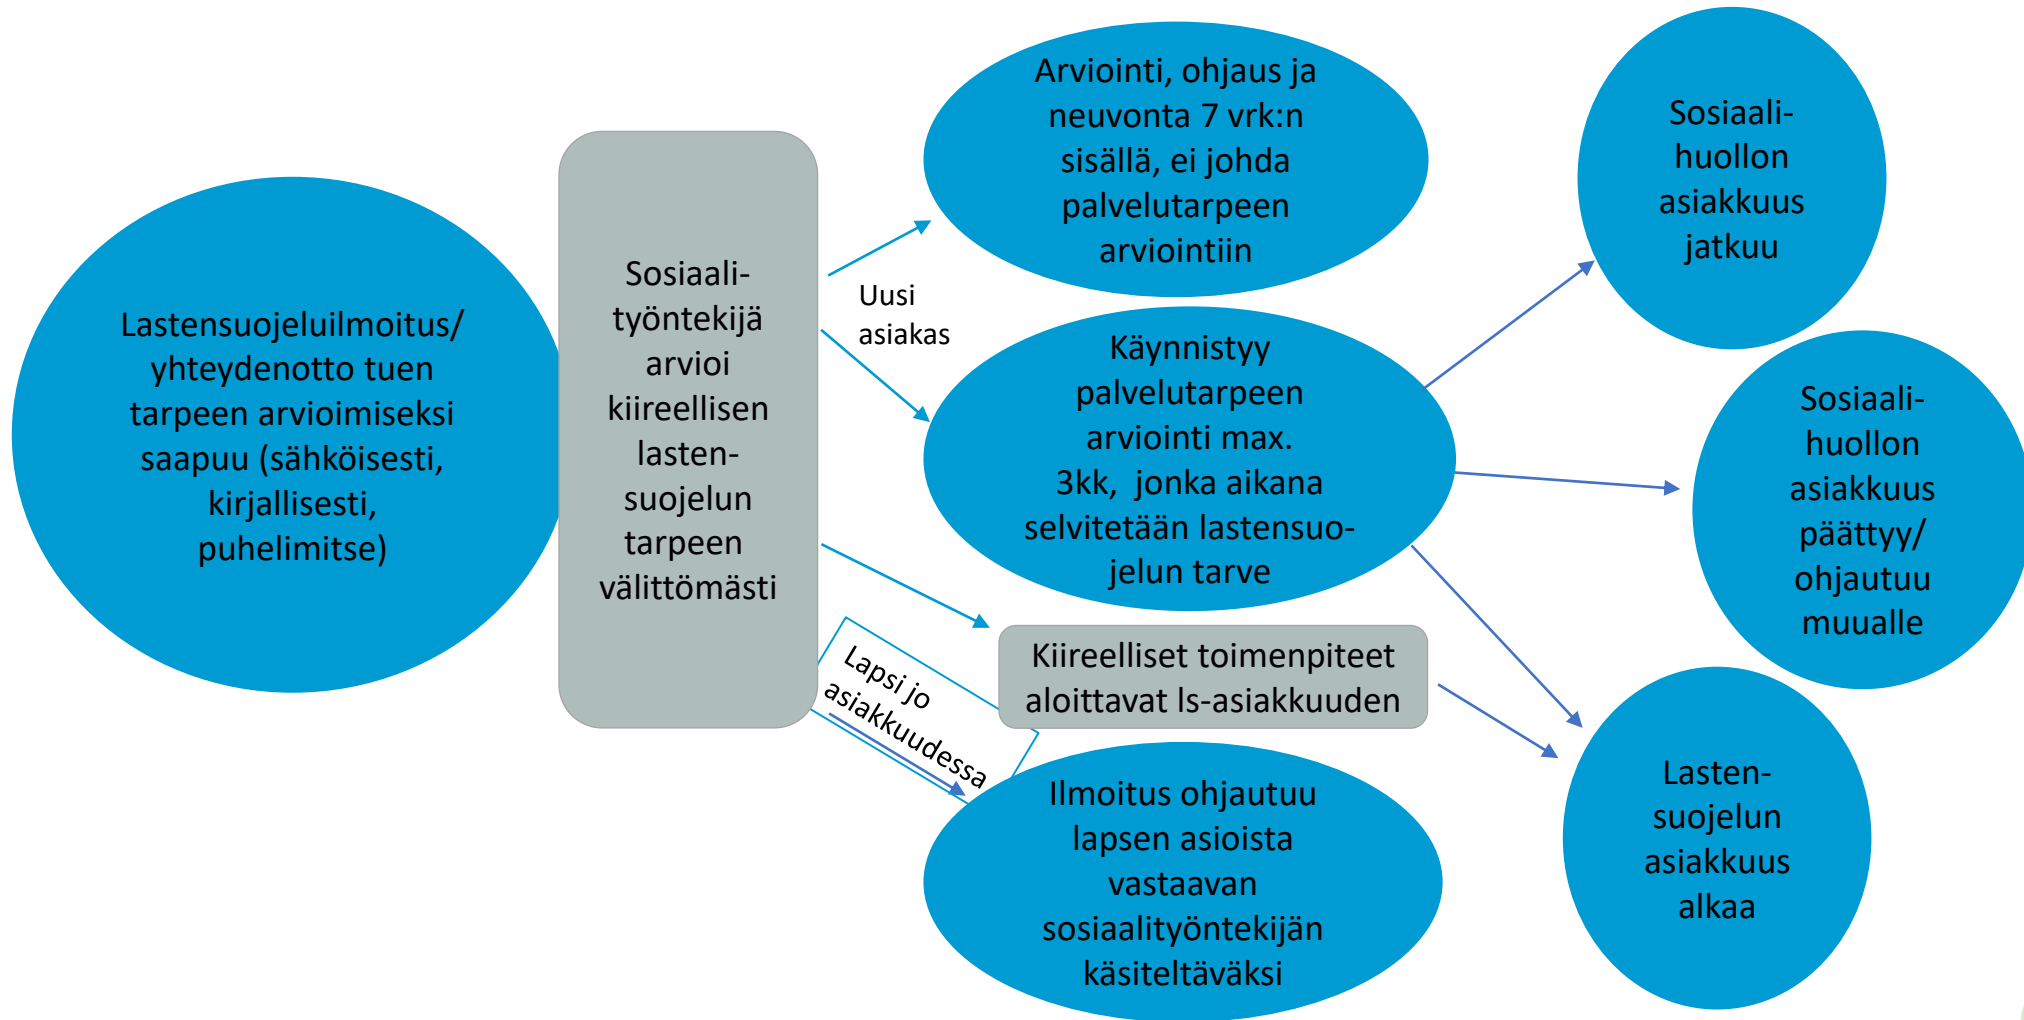 Lastensuojeluilmoitus/
yhteydenotto tuen
tarpeen arvioimiseksi
saapuu (sähköisesti,
kirjallisesti,
puhelimitse)
Sosiaali-
työntekijä
arvioi
kiireellisen
lasten-
suojelun
tarpeen
välittömästi
Uusi
asiakas
Lapsi jo
asiakkuudessa
Arviointi, ohjaus ja
neuvonta 7 vrk:n
sisällä, ei johda
palvelutarpeen
arviointiin
Käynnistyy
palvelutarpeen
arviointi max.
3kk, jonka aikana
selvitetään lastensuo-
jelun tarve
Kiireelliset toimenpiteet
aloittavat ls-asiakkuuden
Ilmoitus ohjautuu
lapsen asioista
vastaavan
sosiaalityöntekijän
käsiteltäväksi
Sosiaali-
huollon
asiakkuus
jatkuu
Sosiaali-
huollon
asiakkuus
päättyy/
ohjautuu
muualle
Lasten-
suojelun
asiakkuus
alkaa